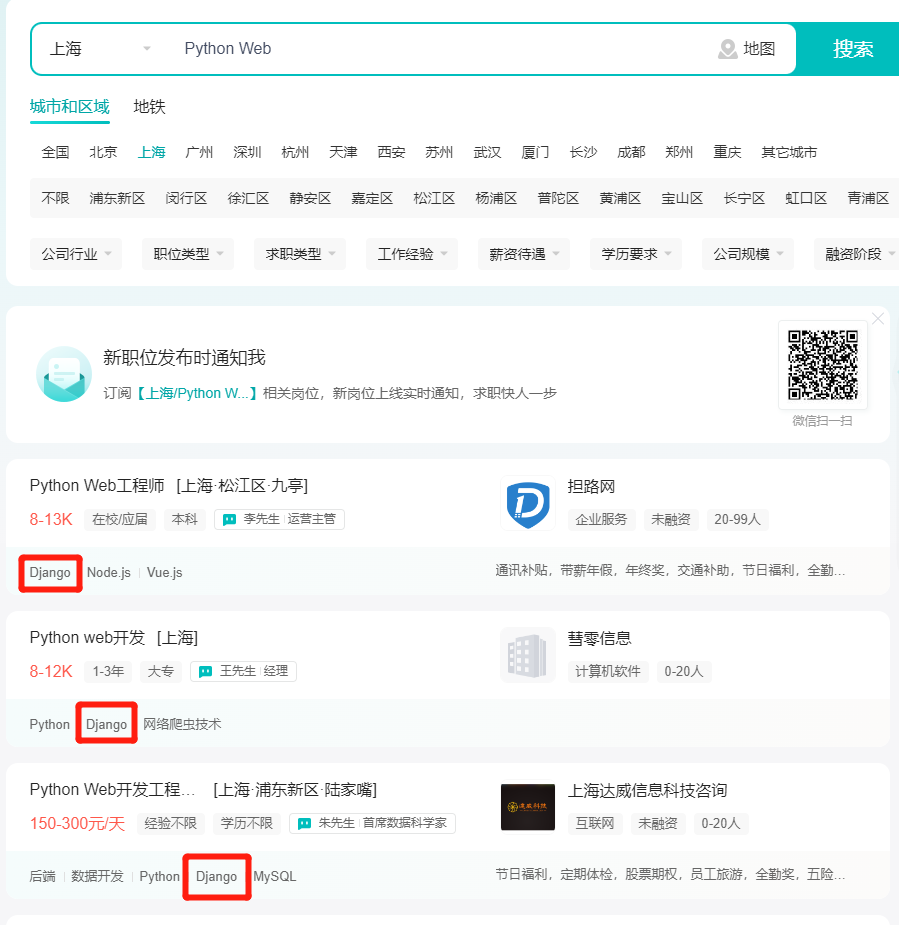 上海 Python Web 地图 搜索
城市和区域 地铁
全国 北京 上海 广州 深圳 杭州 天津 西安 苏州 武汉 厦门 长沙 成都 郑州 重庆 其它城市
不限 浦东新区 闵行区 徐汇区 静安区 嘉定区 松江区 杨浦区 普陀区 黄浦区 宝山区 长宁区 虹口区 青浦区
公司行业 职位类型 求职类型 工作经验 薪资待遇 学历要求 公司规模 融资阶段
新职位发布时通知我
订阅【上海/Python W...】相关岗位，新岗位上线实时通知，求职快人一步
微信扫一扫
Python Web工程师 [上海·松江区·九亭] 担路网
8-13K 在校/应届 本科 李先生 运营主管 企业服务 未融资 20-99人
Django Node.js Vue.js 通讯补贴，带薪年假，年终奖，交通补助，节日福利，全勤...
Python web开发 [上海] 彗零信息
8-12K 1-3年 大专 王先生 经理 计算机软件 0-20人
Python Django 网络爬虫技术
Python Web开发工程... [上海·浦东新区·陆家嘴] 上海达威信息科技咨询
150-300元/天 经验不限 学历不限 朱先生 首席数据科学家 互联网 未融资 0-20人
后端 数据开发 Python Django MySQL 节日福利，定期体检，股票期权，员工旅游，全勤奖，五险...